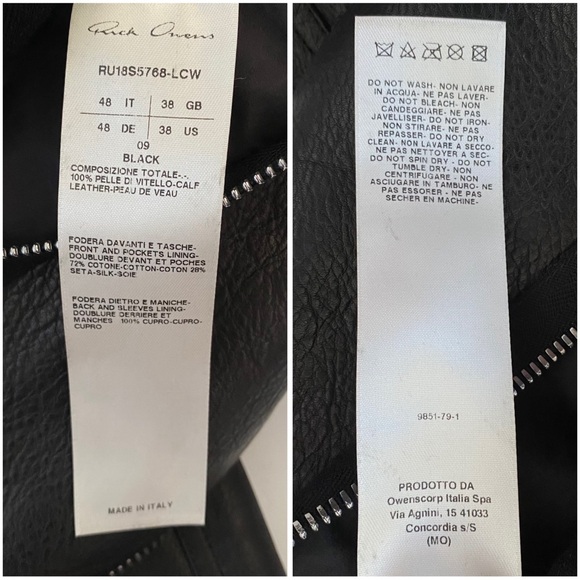 Rick Owens
RU18S5768-LCW
48 IT 38 GB
48 DE 38 US
09
BLACK
COMPOSIZIONE TOTALE-.-.
100% PELLE DI VITELLO-CALF
LEATHER-PEAU DE VEAU
FODERA DAVANTI E TASCHE-
FRONT AND POCKETS LINING-
DOUBLURE DEVANT ET POCHES
72% COTONE-COTTON-COTON 28%
SETA-SILK-SOIE
FODERA DIETRO E MANICHE-
BACK AND SLEEVES LINING-
DOUBLURE DERRIERE ET
MANCHES 100% CUPRO-CUPRO-
CUPRO
MADE IN ITALY
DO NOT WASH- NON LAVARE
IN ACQUA- NE PAS LAVER-
DO NOT BLEACH- NON
CANDEGGIARE- NE PAS
JAVELLISER- DO NOT IRON-
NON STIRARE- NE PAS
REPASSER- DO NOT DRY
CLEAN- NON LAVARE A SECCO-
NE PAS NETTOYER A SEC-
DO NOT SPIN DRY - DO NOT
TUMBLE DRY- NON
CENTRIFUGARE - NON
ASCIUGARE IN TAMBURO- NE
PAS ESSORER - NE PAS
SECHER EN MACHINE-
9851-79-1
PRODOTTO DA
Owenscorp Italia Spa
Via Agnini, 15 41033
Concordia s/S
(MO)